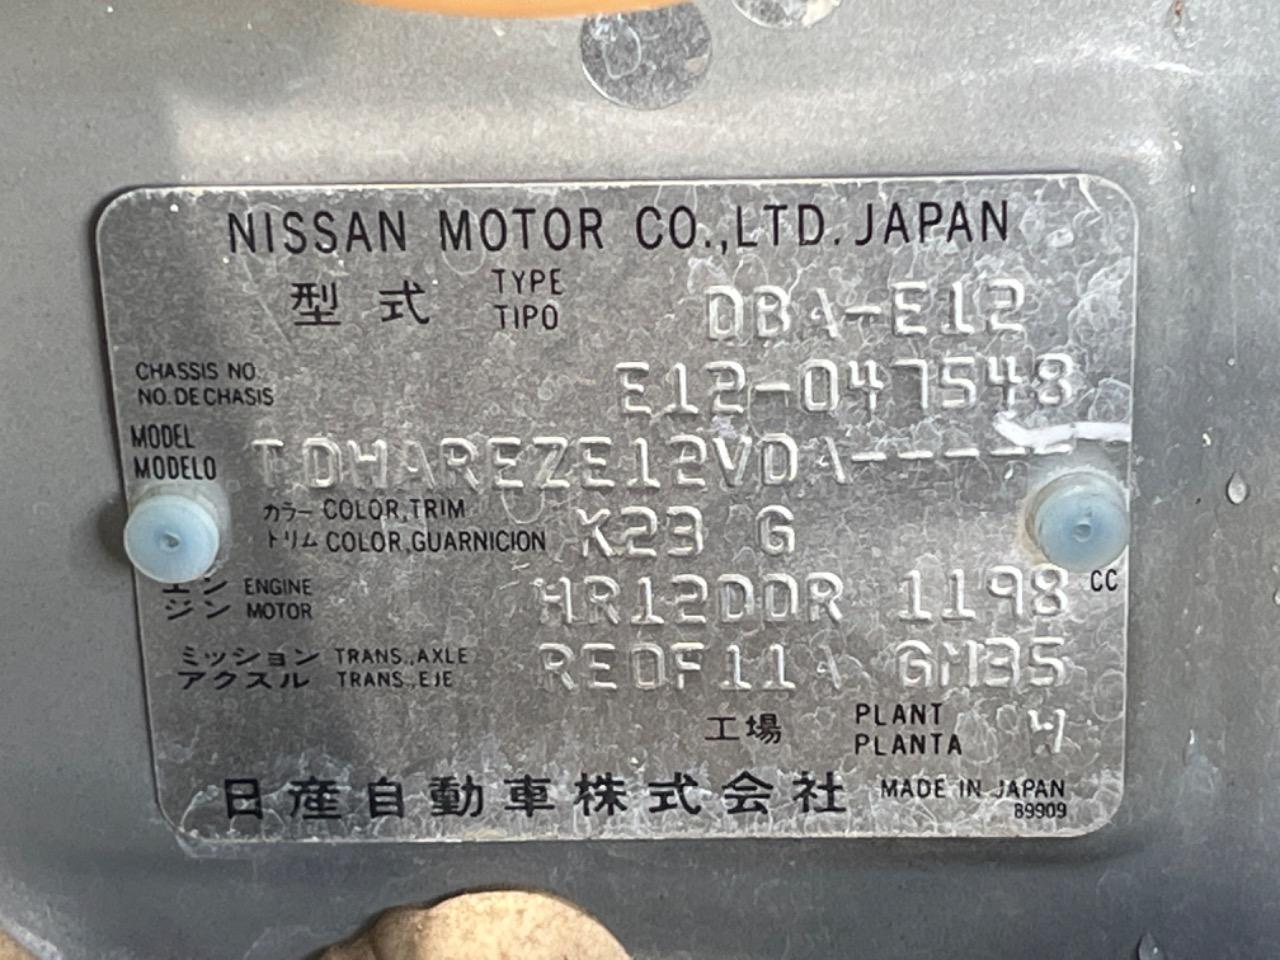 NISSAN MOTOR CO.,LTD. JAPAN
型式 TYPE TIPO DBA-E12
CHASSIS NO. NO. DE CHASIS E12-047548
MODEL MODELO TDHAREZE12VDA-----
カラー COLOR,TRIM
トリム COLOR,GUARNICION K23 G
エン ENGINE
ジン MOTOR HR12DDR 1198 CC
ミッション TRANS.,AXLE
アクスル TRANS.,EJE RE0F11A GM35
工場 PLANT PLANTA W
日産自動車株式会社 MADE IN JAPAN
89909